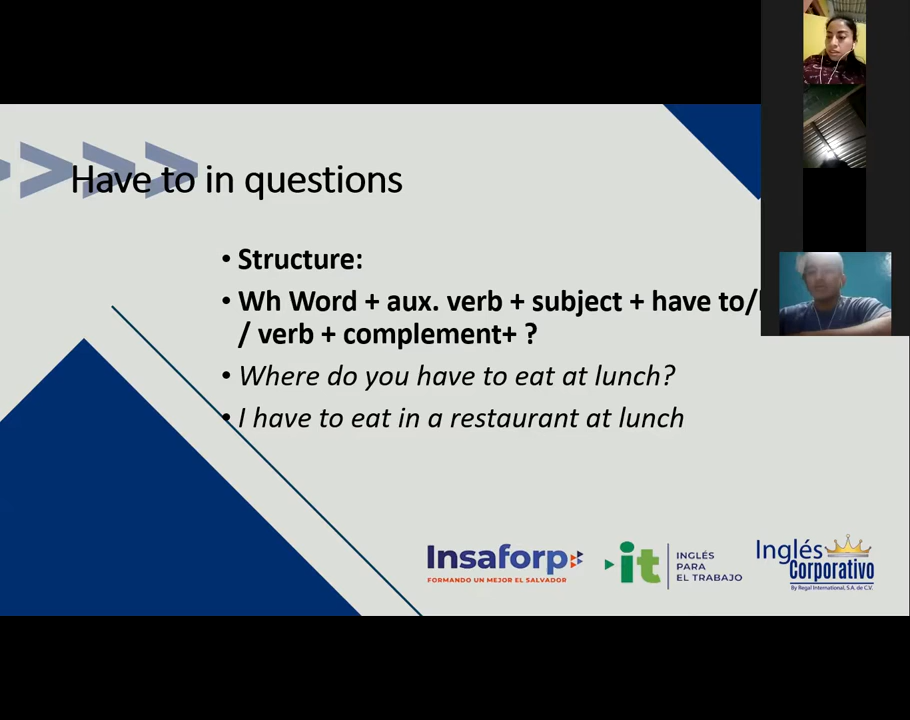 Have to in questions
• Structure:
• Wh Word + aux. verb + subject + have to/
/ verb + complement+ ?
• Where do you have to eat at lunch?
• I have to eat in a restaurant at lunch
Insaforp
FORMANDO UN MEJOR EL SALVADOR
it
INGLÉS
PARA
EL TRABAJO
Inglés
Corporativo
By Regal International, S.A. de C.V.